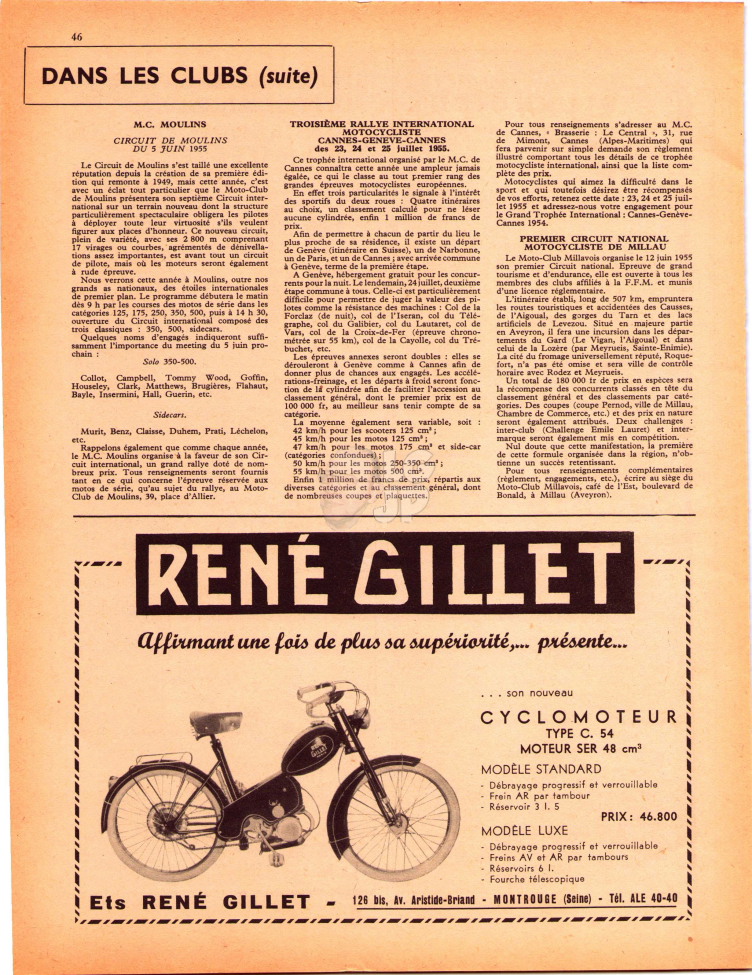 46
DANS LES CLUBS (suite)
M.C. MOULINS
CIRCUIT DE MOULINS
DU 5 JUIN 1955
Le Circuit de Moulins s'est taillé une excellente
réputation depuis la création de sa première édi-
tion qui remonte à 1949, mais cette année, c'est
avec un éclat tout particulier que le Moto-Club
de Moulins présentera son septième Circuit inter-
national sur un terrain nouveau dont la structure
particulièrement spectaculaire obligera les pilotes
à déployer toute leur virtuosité s'ils veulent
figurer aux places d'honneur. Ce nouveau circuit,
plein de variété, avec ses 2 800 m comprenant
17 virages ou courbes, agrémentés de dénivella-
tions assez importantes, est avant tout un circuit
de pilote, mais où les moteurs seront également
à rude épreuve.
Nous verrons cette année à Moulins, outre nos
grands as nationaux, des étoiles internationales
de premier plan. Le programme débutera le matin
dès 9 h par les courses des motos de série dans les
catégories 125, 175, 250, 350, 500, puis à 14 h 30,
ouverture du Circuit international composé des
trois classiques : 350, 500, sidecars.
Quelques noms d'engagés indiqueront suffi-
samment l'importance du meeting du 5 juin pro-
chain :
Solo 350-500.
Collot, Campbell, Tommy Wood, Goffin,
Houseley, Clark, Matthews, Brugières, Flahaut,
Bayle, Insermini, Hall, Guerin, etc.
Sidecars.
Murit, Benz, Claisse, Duhem, Prati, Léchelon,
etc.
Rappelons également que comme chaque année,
le M.C. Moulins organise à la faveur de son Cir-
cuit international, un grand rallye doté de nom-
breux prix. Tous renseignements seront fournis
tant en ce qui concerne l'épreuve réservée aux
motos de série, qu'au sujet du rallye, au Moto-
Club de Moulins, 39, place d'Allier.
TROISIÈME RALLYE INTERNATIONAL
MOTOCYCLISTE
CANNES-GENEVE-CANNES
des 23, 24 et 25 juillet 1955.
Ce trophée international organisé par le M.C. de
Cannes connaîtra cette année une ampleur jamais
égalée, ce qui le classe au tout premier rang des
grandes épreuves motocyclistes européennes.
En effet trois particularités le signale à l'intérêt
des sportifs du deux roues : Quatre itinéraires
au choix, un classement calculé pour ne léser
aucune cylindrée, enfin 1 million de francs de
prix.
Afin de permettre à chacun de partir du lieu le
plus proche de sa résidence, il existe un départ
de Genève (itinéraire en Suisse), un de Narbonne,
un de Paris, et un de Cannes ; avec arrivée commune
à Genève, terme de la première étape.
A Genève, hébergement gratuit pour les concur-
rents pour la nuit. Le lendemain, 24 juillet, deuxième
étape commune à tous. Celle-ci est particulièrement
difficile pour permettre de juger la valeur des pi-
lotes comme la résistance des machines : Col de la
Forclaz (de nuit), col de l'Iseran, col du Télé-
graphe, col du Galibier, col du Lautaret, col de
Vars, col de la Croix-de-Fer (épreuve chrono-
métrée sur 55 km), col de la Cayolle, col du Tré-
buchet, etc.
Les épreuves annexes seront doubles : elles se
dérouleront à Genève comme à Cannes afin de
donner plus de chances aux engagés. Les accélé-
rations-freinage, et les départs à froid seront fonc-
tion de la cylindrée afin de faciliter l'accession au
classement général, dont le premier prix est de
100 000 fr, au meilleur sans tenir compte de sa
catégorie.
La moyenne également sera variable, soit :
42 km/h pour les scooters 125 cm³ ;
45 km/h pour les motos 125 cm³ ;
47 km/h pour les motos 175 cm³ et side-car
(catégories confondues) ;
50 km/h pour les motos 250-350 cm³ ;
55 km/h pour les motos 500 cm³.
Enfin 1 million de francs de prix, répartis aux
diverses catégories et au classement général, dont
de nombreuses coupes et plaquettes.
Pour tous renseignements s'adresser au M.C.
de Cannes, « Brasserie : Le Central », 31, rue
de Mimont, Cannes (Alpes-Maritimes) qui
fera parvenir sur simple demande son règlement
illustré comportant tous les détails de ce trophée
motocycliste international, ainsi que la liste com-
plète des prix.
Motocyclistes qui aimez la difficulté dans le
sport et qui toutefois désirez être récompensés
de vos efforts, retenez cette date : 23, 24 et 25 juil-
let 1955 et adressez-nous votre engagement pour
le Grand Trophée International : Cannes-Genève-
Cannes 1954.
PREMIER CIRCUIT NATIONAL
MOTOCYCLISTE DE MILLAU
Le Moto-Club Millavois organise le 12 juin 1955
son premier Circuit national. Epreuve de grand
tourisme et d'endurance, elle est ouverte à tous les
membres des clubs affiliés à la F.F.M. et munis
d'une licence réglementaire.
L'itinéraire établi, long de 507 km, empruntera
les routes touristiques et accidentées des Causses,
de l'Aigoual, des gorges du Tarn et des lacs
artificiels de Levezou. Situé en majeure partie
en Aveyron, il fera une incursion dans les dépar-
tements du Gard (Le Vigan, l'Aigoual) et dans
celui de la Lozère (par Meyrueis, Sainte-Enimie).
La cité du fromage universellement réputé, Roque-
fort, n'a pas été omise et sera ville de contrôle
horaire avec Rodez et Meyrueis.
Un total de 180 000 fr de prix en espèces sera
la récompense des concurrents classés en tête du
classement général et des classements par caté-
gories. Des coupes (coupe Pernod, ville de Millau,
Chambre de Commerce, etc.) et des prix en nature
seront également attribués. Deux challenges :
inter-club (Challenge Emile Lauret) et inter-
marque seront également mis en compétition.
Nul doute que cette manifestation, la première
de cette formule organisée dans la région, n'ob-
tienne un succès retentissant.
Pour tous renseignements complémentaires
(règlement, engagements, etc.), écrire au siège du
Moto-Club Millavois, café de l'Est, boulevard de
Bonald, à Millau (Aveyron).
RENÉ GILLET
Affirmant une fois de plus sa supériorité,... présente...
... son nouveau
CYCLOMOTEUR
TYPE C. 54
MOTEUR SER 48 cm³
MODÈLE STANDARD
- Débrayage progressif et verrouillable
- Frein AR par tambour
- Réservoir 3 l. 5
PRIX : 46.800
MODÈLE LUXE
- Débrayage progressif et verrouillable
- Freins AV et AR par tambours
- Réservoirs 6 l.
- Fourche télescopique
GILLET
Ets RENÉ GILLET - 126 bis, Av. Aristide-Briand - MONTROUGE (Seine) - Tél. ALE 40-40